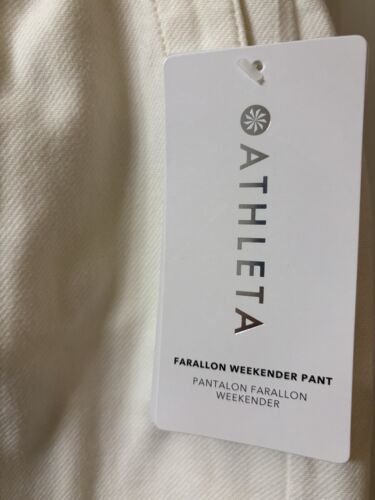 ATHLETA
FARALLON WEEKENDER PANT
PANTALON FARALLON
WEEKENDER